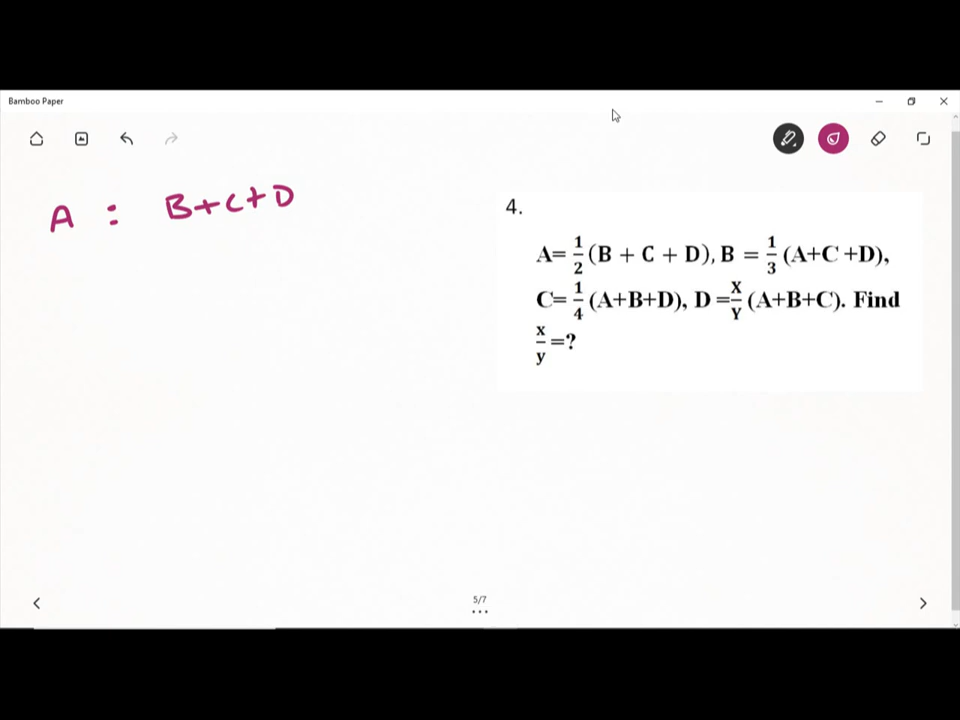 Bamboo Paper
A : B+C+D
4.
A= 1/2 (B + C + D), B = 1/3 (A+C +D),
C= 1/4 (A+B+D), D = X/Y (A+B+C). Find
x/y =?
5/7